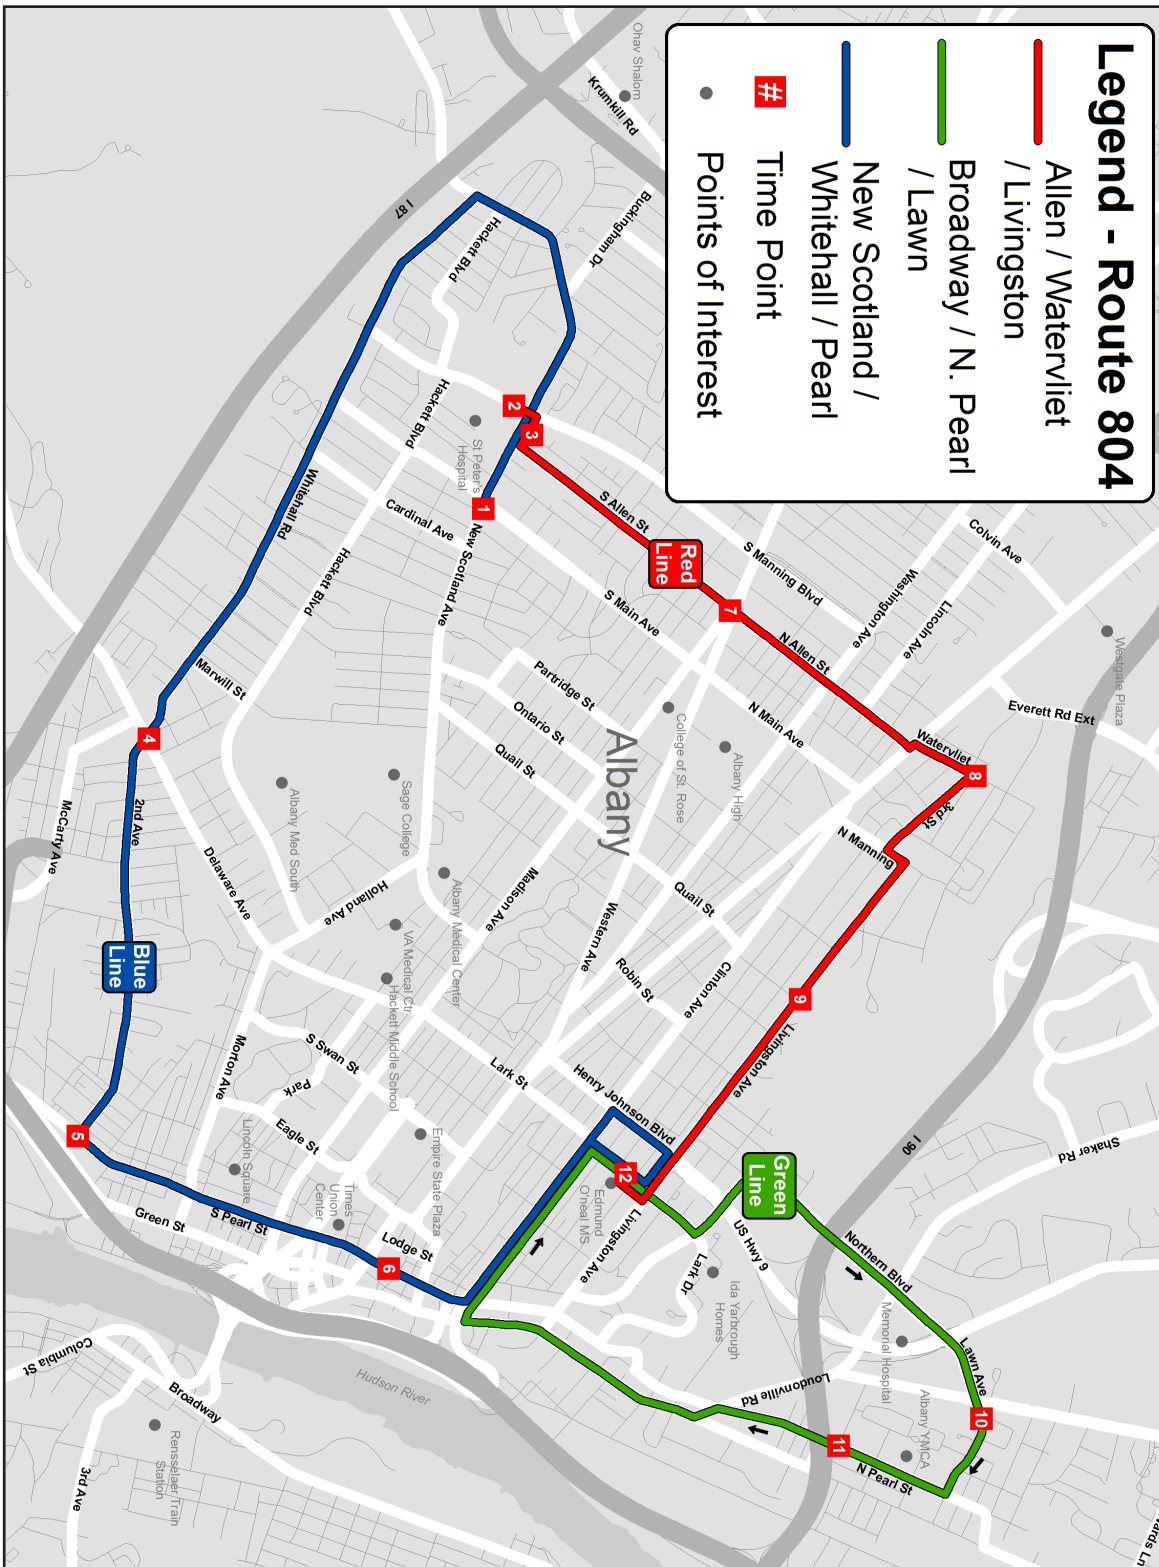 Legend - Route 804
Allen / Watervliet
/ Livingston
Broadway / N. Pearl
/ Lawn
New Scotland /
Whitehall / Pearl
#
Time Point
Points of Interest
Ohav Shalom
Krumkill Rd
Buckingham Dr
I 87
Hackett Blvd
Hackett Blvd
2
3
St Peter's
Hospital
1
New Scotland Ave
Cardinal Ave
Whitehall Rd
Hackett Blvd
S Allen St
Red
Line
7
S Manning Blvd
Colvin Ave
Washington Ave
Lincoln Ave
Westgate Plaza
Everett Rd Ext
S Main Ave
N Allen St
Watervliet
8
3rd St
N Manning
N Main Ave
Partridge St
Ontario St
Quail St
College of St. Rose
Albany High
Albany
Marwill St
4
2nd Ave
McCarty Ave
Albany Med South
Sage College
Delaware Ave
Holland Ave
Albany Medical Center
Madison Ave
Western Ave
Quail St
Robin St
Clinton Ave
9
Livingston Ave
I 90
Shaker Rd
Blue
Line
VA Medical Ctr
Hackett Middle School
Morton Ave
S Swan St
Park
Eagle St
Lark St
Henry Johnson Blvd
Green
Line
12
Edmund
O'neal MS
Livingston Ave
US Hwy 9
Lark Dr
Ida Yarbrough
Homes
Northern Blvd
Memorial Hospital
Lawn Ave
10
Albany YMCA
11
N Pearl St
Loudonville Rd
5
Lincoln Square
Empire State Plaza
Times
Union
Center
Green St
S Pearl St
Lodge St
6
Hudson River
Columbia St
Broadway
Rensselaer Train
Station
3rd Ave